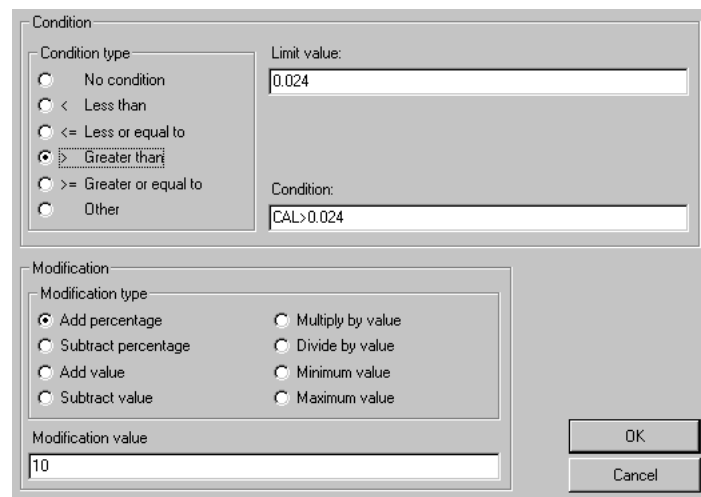 Condition
Condition type
No condition
< Less than
<= Less or equal to
> Greater than
>= Greater or equal to
Other
Limit value:
0.024
Condition:
CAL>0.024
Modification
Modification type
Add percentage
Subtract percentage
Add value
Subtract value
Multiply by value
Divide by value
Minimum value
Maximum value
Modification value
10
OK
Cancel